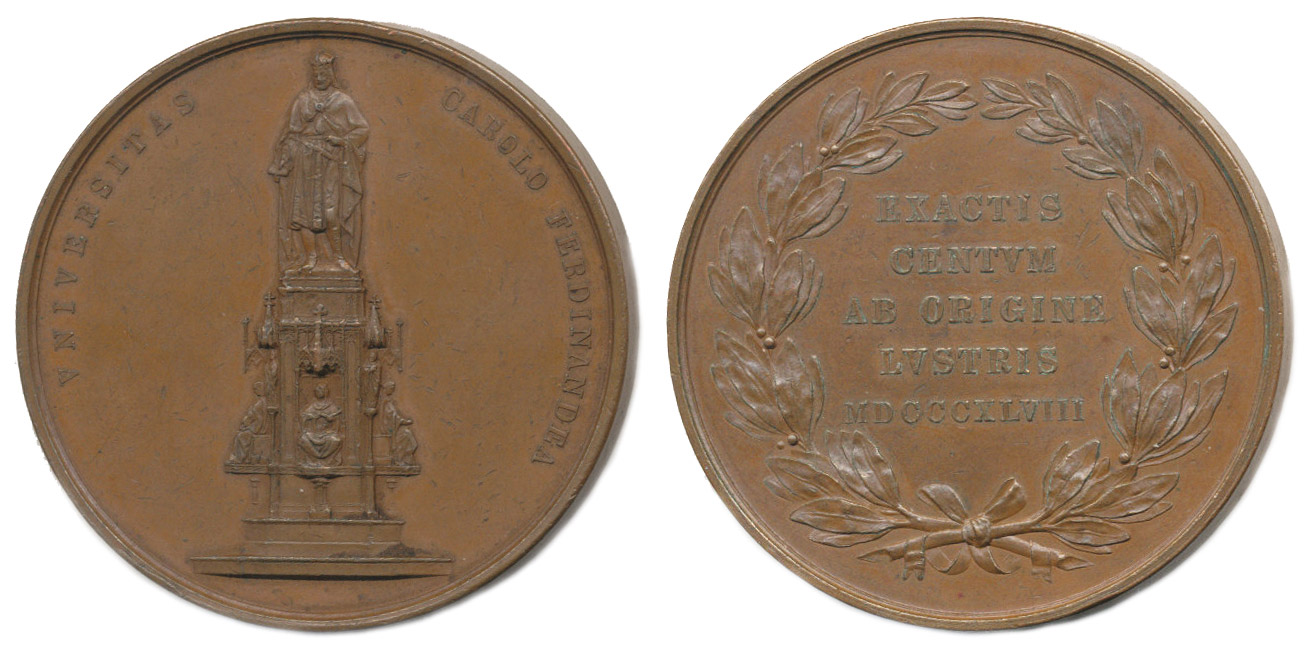 VNIVERSITAS CAROLO FERDINANDEA
EXACTIS
CENTVM
AB ORIGINE
LVSTRIS
MDCCCXLVIII